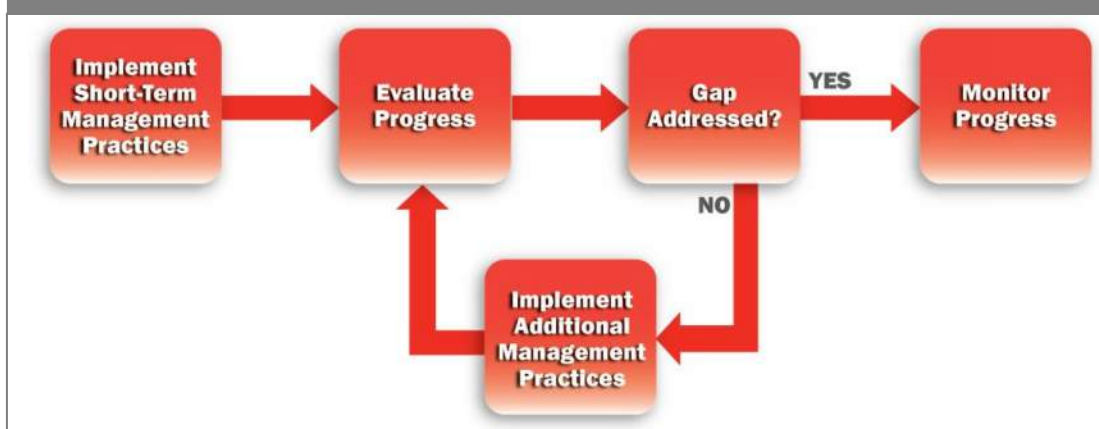 Implement
Short-Term
Management
Practices
Evaluate
Progress
Gap
Addressed?
YES
Monitor
Progress
NO
Implement
Additional
Management
Practices